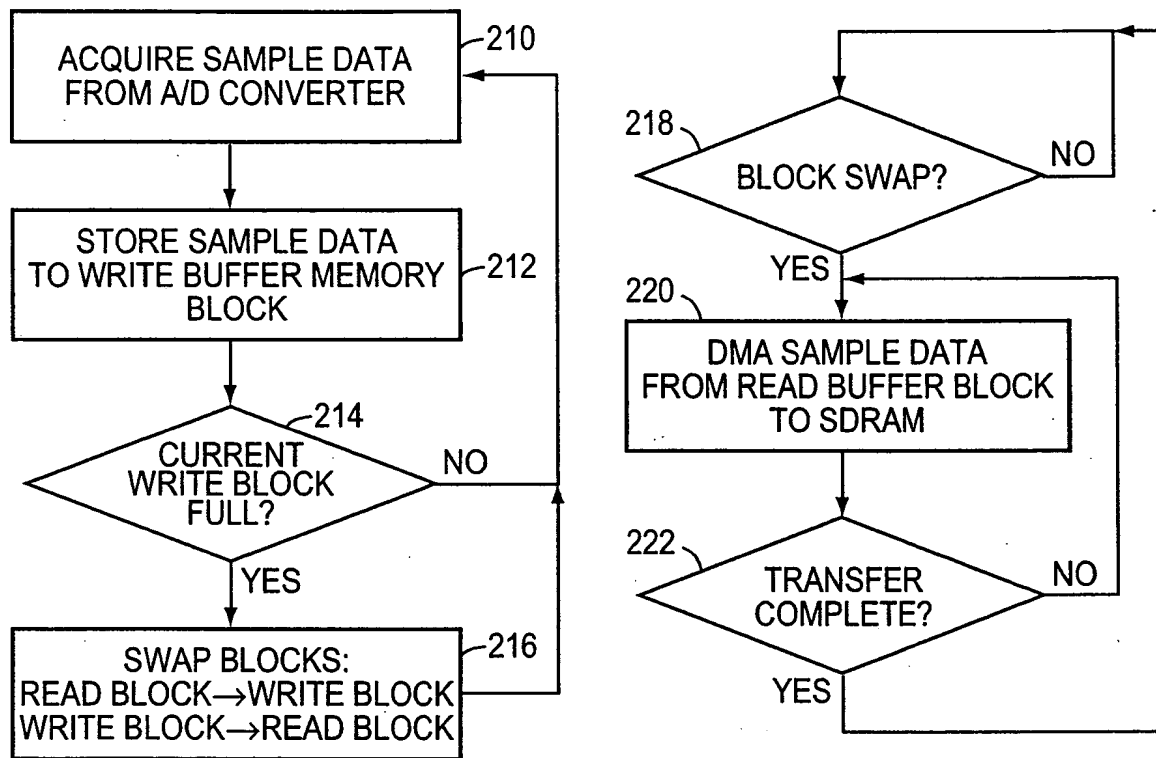 210
ACQUIRE SAMPLE DATA
FROM A/D CONVERTER
STORE SAMPLE DATA
TO WRITE BUFFER MEMORY
BLOCK
212
214
CURRENT
WRITE BLOCK
FULL?
NO
YES
216
SWAP BLOCKS:
READ BLOCK→WRITE BLOCK
WRITE BLOCK→READ BLOCK
218
BLOCK SWAP?
NO
YES
220
DMA SAMPLE DATA
FROM READ BUFFER BLOCK
TO SDRAM
222
TRANSFER
COMPLETE?
NO
YES